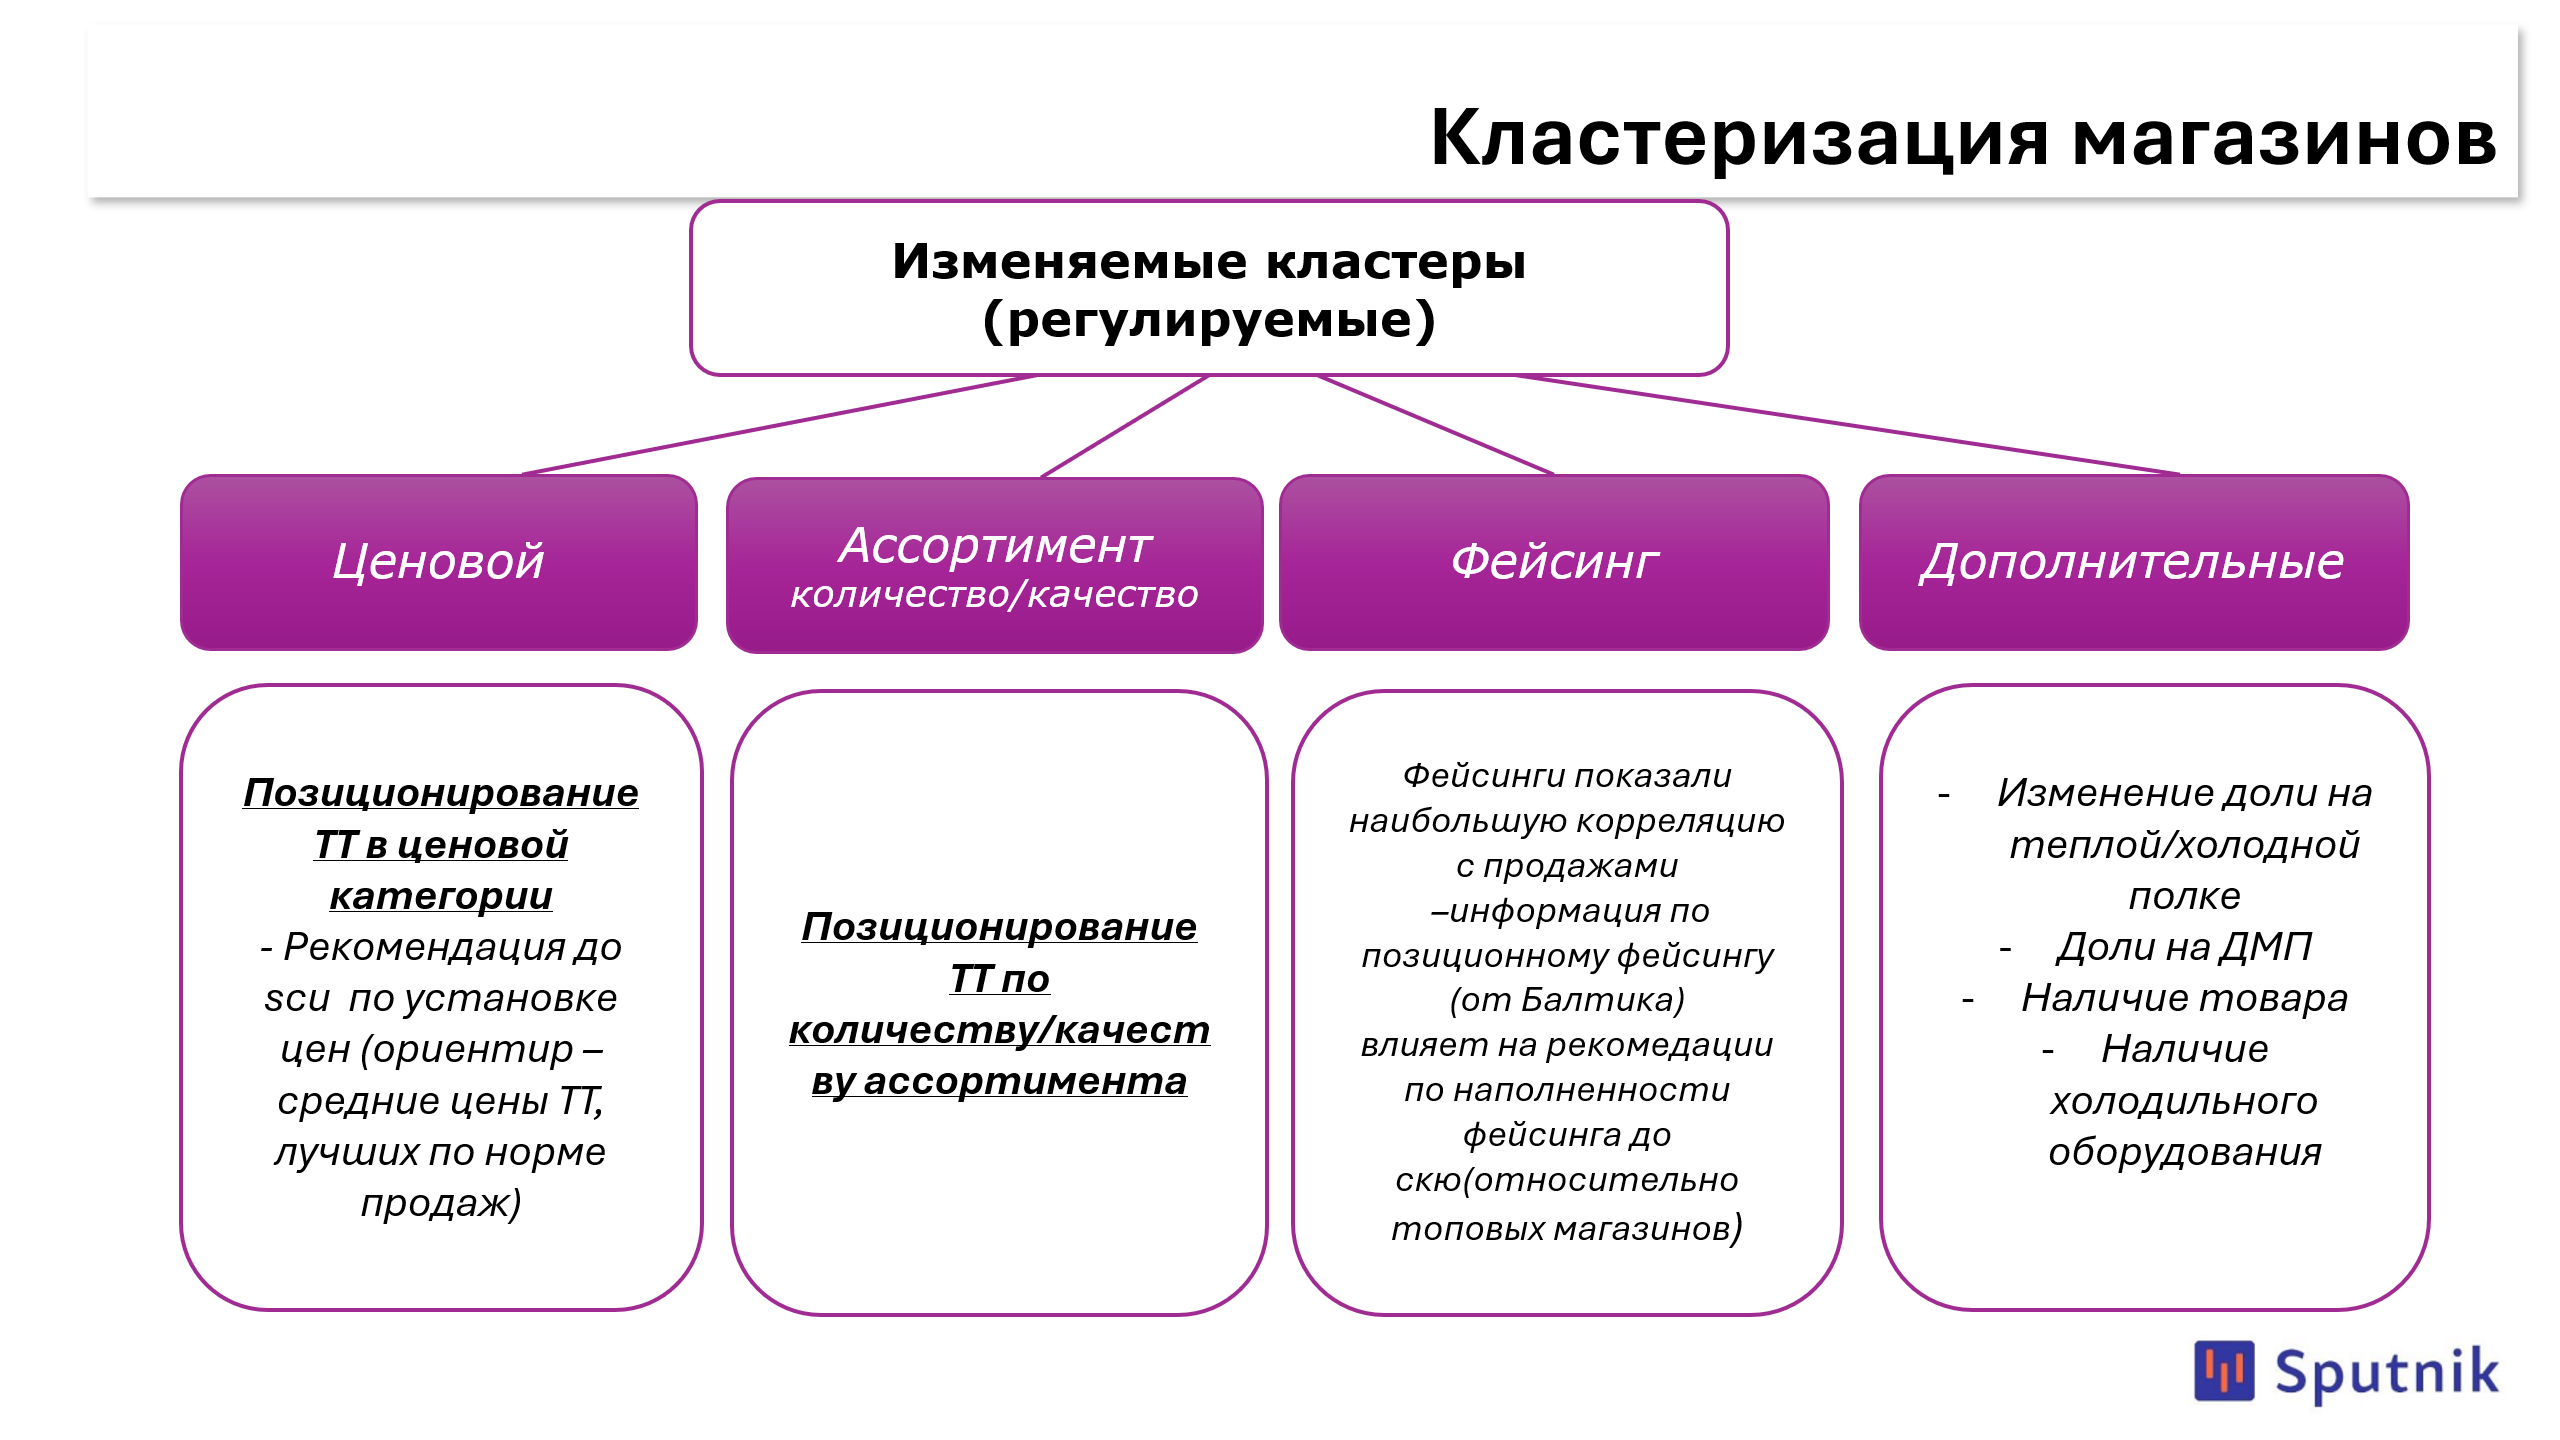 Кластеризация магазинов
Изменяемые кластеры
(регулируемые)
Ценовой
Ассортимент
количество/качество
Фейсинг
Дополнительные
Позиционирование
ТТ в ценовой
категории
- Рекомендация до
scu по установке
цен (ориентир –
средние цены ТТ,
лучших по норме
продаж)
Позиционирование
ТТ по
количеству/качест
ву ассортимента
Фейсинги показали
наибольшую корреляцию
с продажами
–информация по
позиционному фейсингу
(от Балтика)
влияет на рекомедации
по наполненности
фейсинга до
скю(относительно
топовых магазинов)
- Изменение доли на
теплой/холодной
полке
- Доли на ДМП
- Наличие товара
- Наличие
холодильного
оборудования
Sputnik